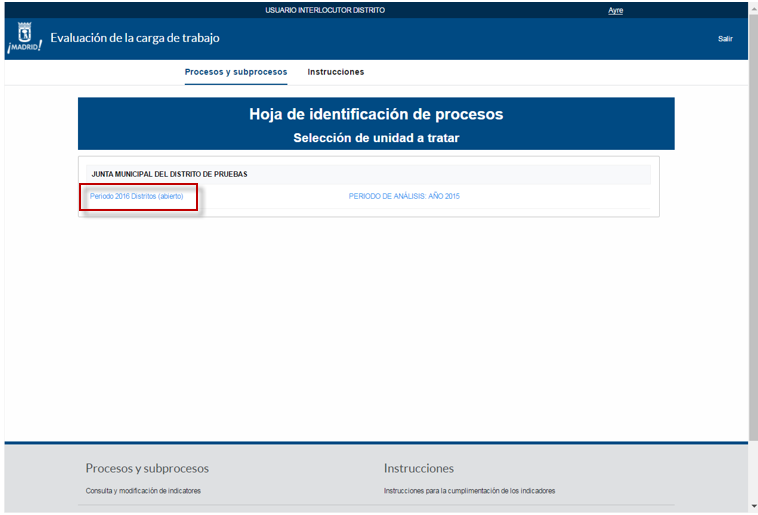 USUARIO INTERLOCUTOR DISTRITO Ayre
¡MADRID! Evaluación de la carga de trabajo Salir
Procesos y subprocesos Instrucciones
Hoja de identificación de procesos
Selección de unidad a tratar
JUNTA MUNICIPAL DEL DISTRITO DE PRUEBAS
Periodo 2016 Distritos (abierto) PERIODO DE ANÁLISIS: AÑO 2015
Procesos y subprocesos Instrucciones
Consulta y modificación de indicatores Instrucciones para la cumplimentación de los indicadores